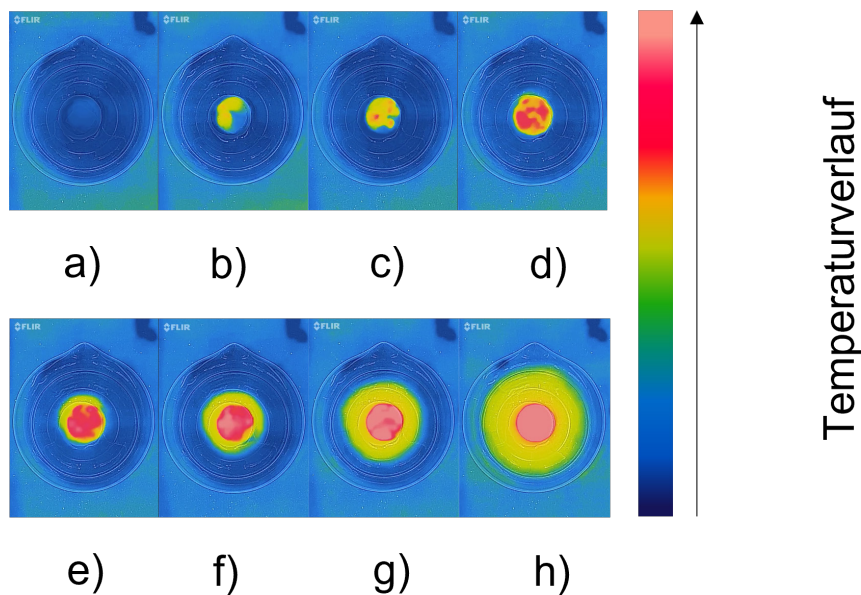 FLIR
FLIR
FLIR
FLIR
a)
b)
c)
d)
FLIR
FLIR
FLIR
FLIR
e)
f)
g)
h)
Temperaturverlauf